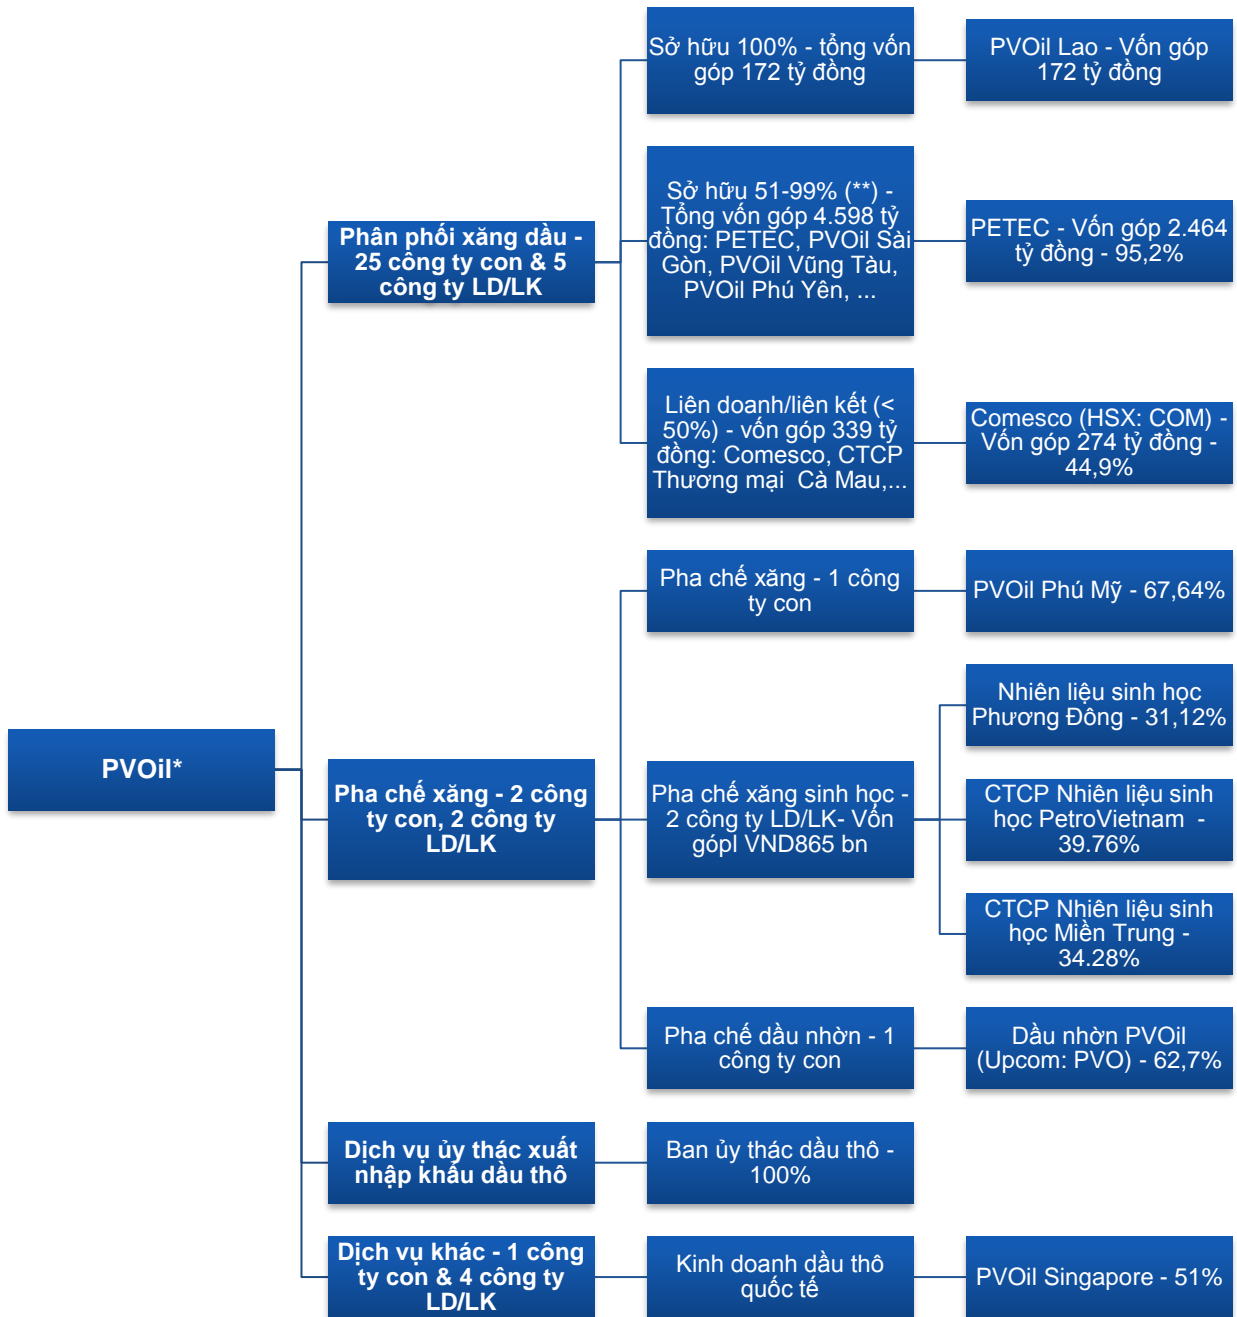 PVOil*
Phân phối xăng dầu -
25 công ty con & 5
công ty LD/LK
Sở hữu 100% - tổng vốn
góp 172 tỷ đồng
PVOil Lao - Vốn góp
172 tỷ đồng
Sở hữu 51-99% (**) -
Tổng vốn góp 4.598 tỷ
đồng: PETEC, PVOil Sài
Gòn, PVOil Vũng Tàu,
PVOil Phú Yên, ...
PETEC - Vốn góp 2.464
tỷ đồng - 95,2%
Liên doanh/liên kết (<
50%) - vốn góp 339 tỷ
đồng: Comesco, CTCP
Thương mại  Cà Mau,...
Comesco (HSX: COM) -
Vốn góp 274 tỷ đồng -
44,9%
Pha chế xăng - 2 công
ty con, 2 công ty
LD/LK
Pha chế xăng - 1 công
ty con
PVOil Phú Mỹ - 67,64%
Pha chế xăng sinh học -
2 công ty LD/LK- Vốn
gópl VND865 bn
Nhiên liệu sinh học
Phương Đông - 31,12%
CTCP Nhiên liệu sinh
học PetroVietnam  -
39.76%
CTCP Nhiên liệu sinh
học Miền Trung -
34.28%
Pha chế dầu nhờn - 1
công ty con
Dầu nhờn PVOil
(Upcom: PVO) - 62,7%
Dịch vụ ủy thác xuất
nhập khẩu dầu thô
Ban ủy thác dầu thô -
100%
Dịch vụ khác - 1 công
ty con & 4 công ty
LD/LK
Kinh doanh dầu thô
quốc tế
PVOil Singapore - 51%